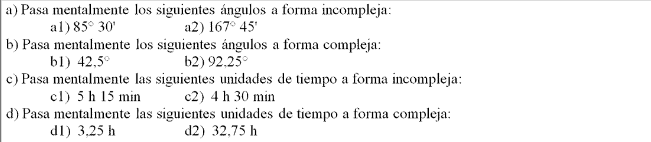 a) Pasa mentalmente los siguientes ángulos a forma incompleja:
a1) 85° 30' a2) 167° 45'
b) Pasa mentalmente los siguientes ángulos a forma compleja:
b1) 42,5° b2) 92,25°
c) Pasa mentalmente las siguientes unidades de tiempo a forma incompleja:
c1) 5 h 15 min c2) 4 h 30 min
d) Pasa mentalmente las siguientes unidades de tiempo a forma compleja:
d1) 3,25 h d2) 32,75 h